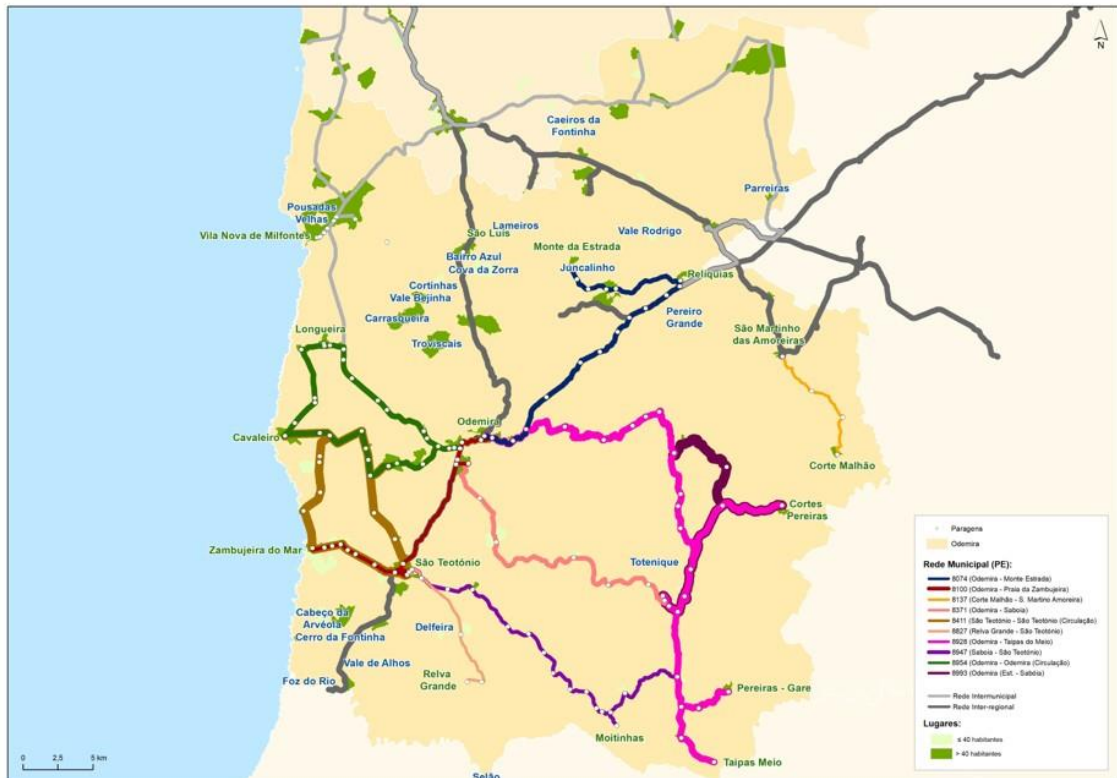 N
Caeiros da
Fontinha
Parreiras
Pousadas
Velhas
Vila Nova de Milfontes
São Luís
Lameiros
Vale Rodrigo
Monte da Estrada
Bairro Azul
Cova da Zorra
Juncalinho
Relíquias
Cortinhas
Vale Bejinha
Carrasqueira
Pereiro
Grande
São Martinho
das Amoreiras
Longueira
Troviscais
Odemira
Cavaleiro
Corte Malhão
Cortes
Pereiras
Zambujeira do Mar
São Teotónio
Totenique
Cabeço da
Arvéola
Cerro da Fontinha
Delfeira
Vale de Alhos
Foz do Rio
Relva
Grande
Pereiras - Gare
Moitinhas
Taipas Meio
Selão
0 2,5 5 km
Paragens
Odemira
Rede Municipal (PE):
8074 (Odemira - Monte Estrada)
8100 (Odemira - Praia da Zambujeira)
8137 (Corte Malhão - S. Martino Amoreira)
8371 (Odemira - Saboia)
8411 (São Teotónio - São Teotónio (Circulação)
8827 (Relva Grande - São Teotónio)
8928 (Odemira - Taipas do Meio)
8947 (Saboia - São Teotónio)
8954 (Odemira - Odemira (Circulação)
8993 (Odemira (Est. - Sabóia)
Rede Intermunicipal
Rede Inter-regional
Lugares:
≤ 40 habitantes
> 40 habitantes